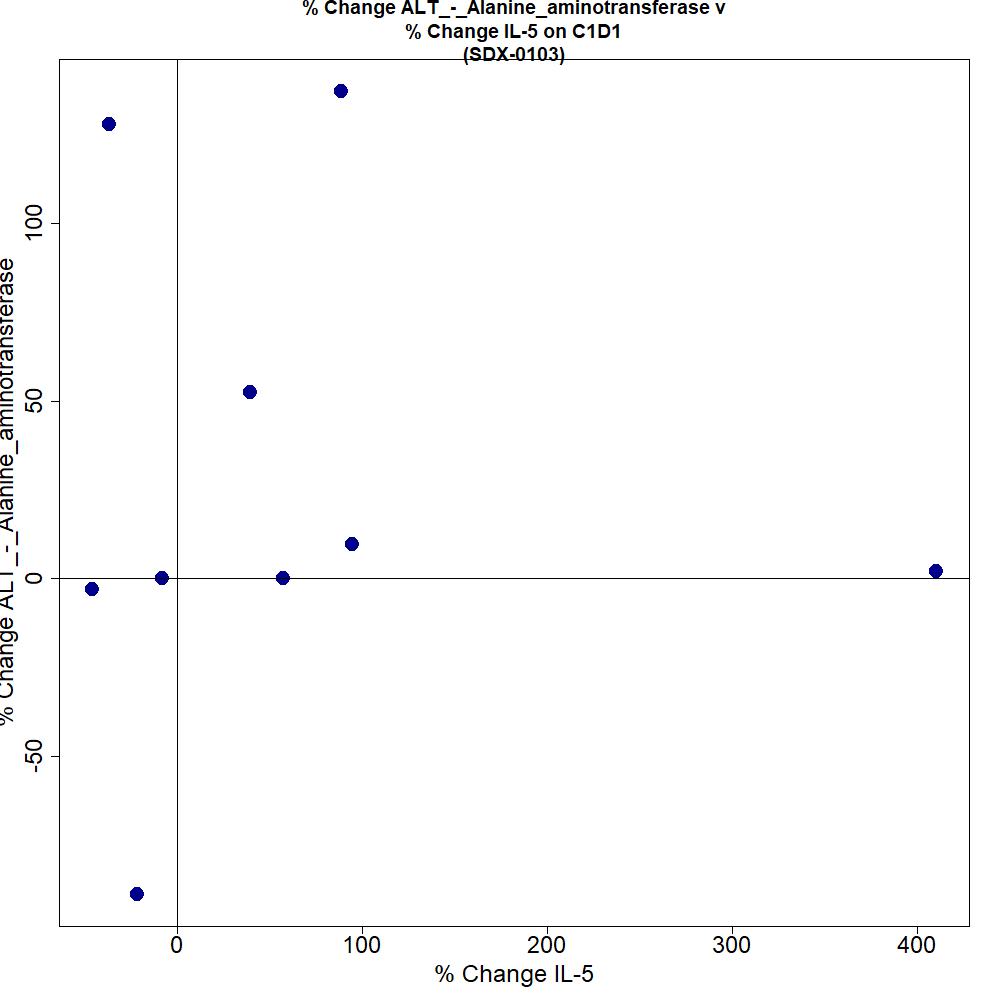 % Change ALT_-_Alanine_aminotransferase v
% Change IL-5 on C1D1
(SDX-0103)
% Change ALT_-_Alanine_aminotransferase
100
50
0
-50
0 100 200 300 400
% Change IL-5